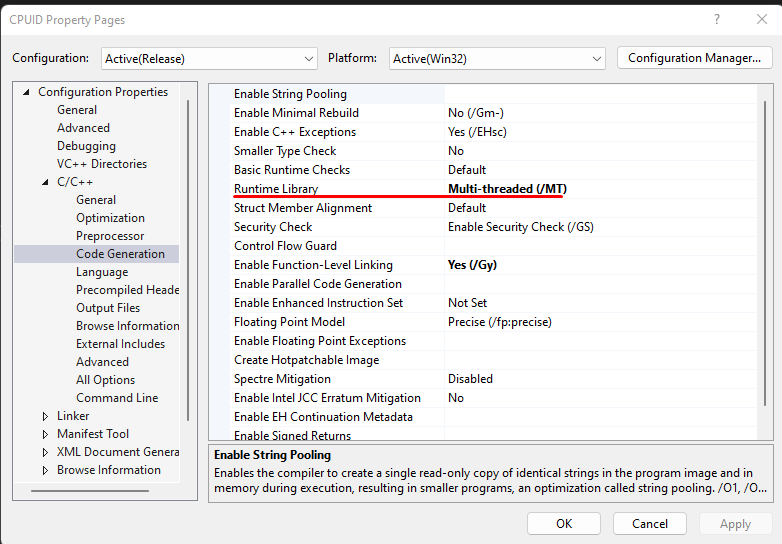 CPUID Property Pages
Configuration: Active(Release) Platform: Active(Win32) Configuration Manager...
Configuration Properties
General
Advanced
Debugging
VC++ Directories
C/C++
General
Optimization
Preprocessor
Code Generation
Language
Precompiled Heade
Output Files
Browse Information
External Includes
Advanced
All Options
Command Line
Linker
Manifest Tool
XML Document Genera
Browse Information
Enable String Pooling
Enable Minimal Rebuild No (/Gm-)
Enable C++ Exceptions Yes (/EHsc)
Smaller Type Check No
Basic Runtime Checks Default
Runtime Library Multi-threaded (/MT)
Struct Member Alignment Default
Security Check Enable Security Check (/GS)
Control Flow Guard
Enable Function-Level Linking Yes (/Gy)
Enable Parallel Code Generation
Enable Enhanced Instruction Set Not Set
Floating Point Model Precise (/fp:precise)
Enable Floating Point Exceptions
Create Hotpatchable Image
Spectre Mitigation Disabled
Enable Intel JCC Erratum Mitigation No
Enable EH Continuation Metadata
Enable Signed Returns
Enable String Pooling
Enables the compiler to create a single read-only copy of identical strings in the program image and in
memory during execution, resulting in smaller programs, an optimization called string pooling. /O1, /O...
OK Cancel Apply